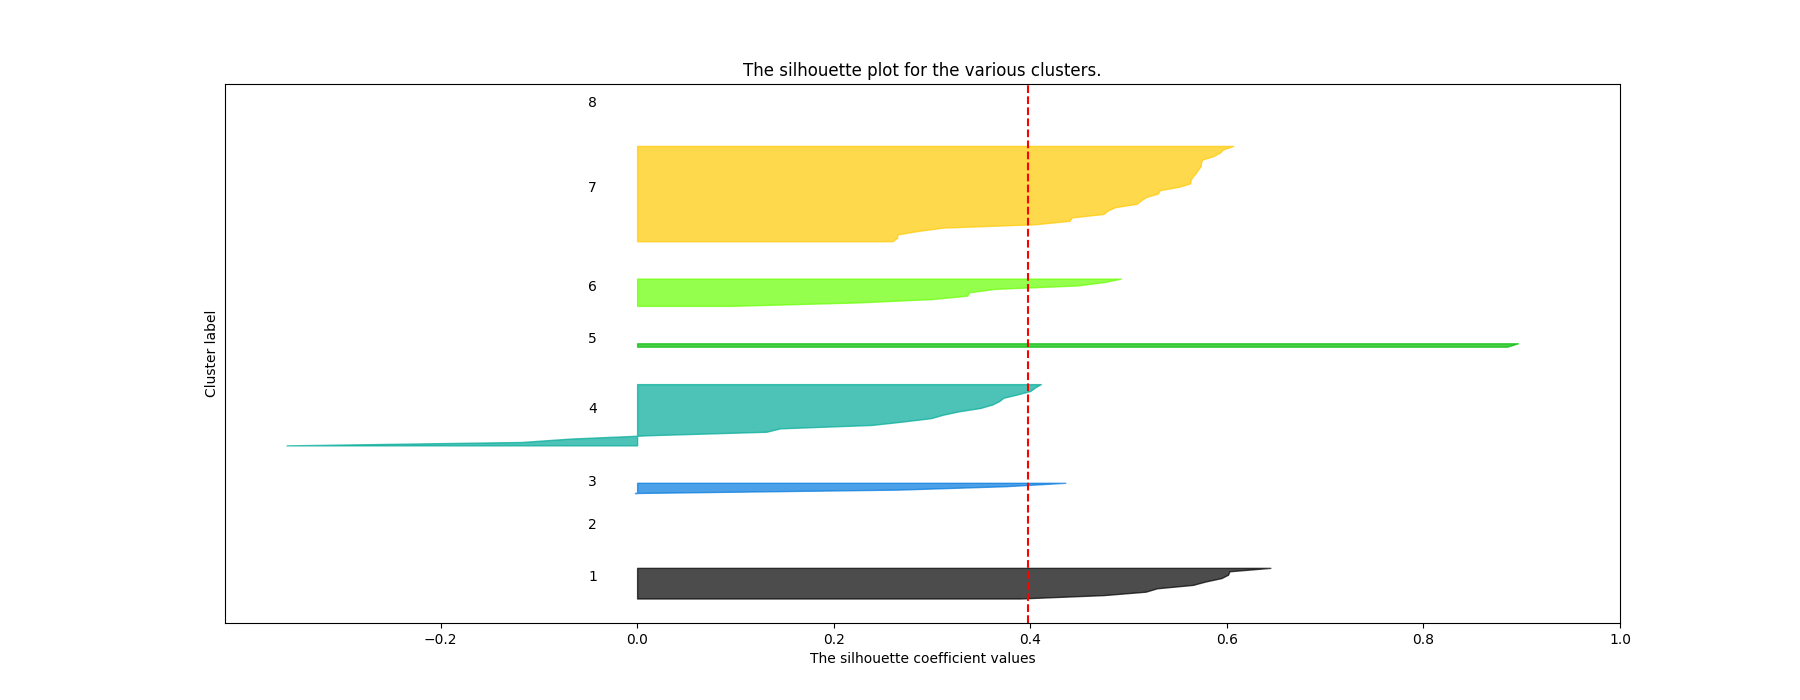 The silhouette plot for the various clusters.
8
7
6
5
4
3
2
1
Cluster label
−0.2 0.0 0.2 0.4 0.6 0.8 1.0
The silhouette coefficient values